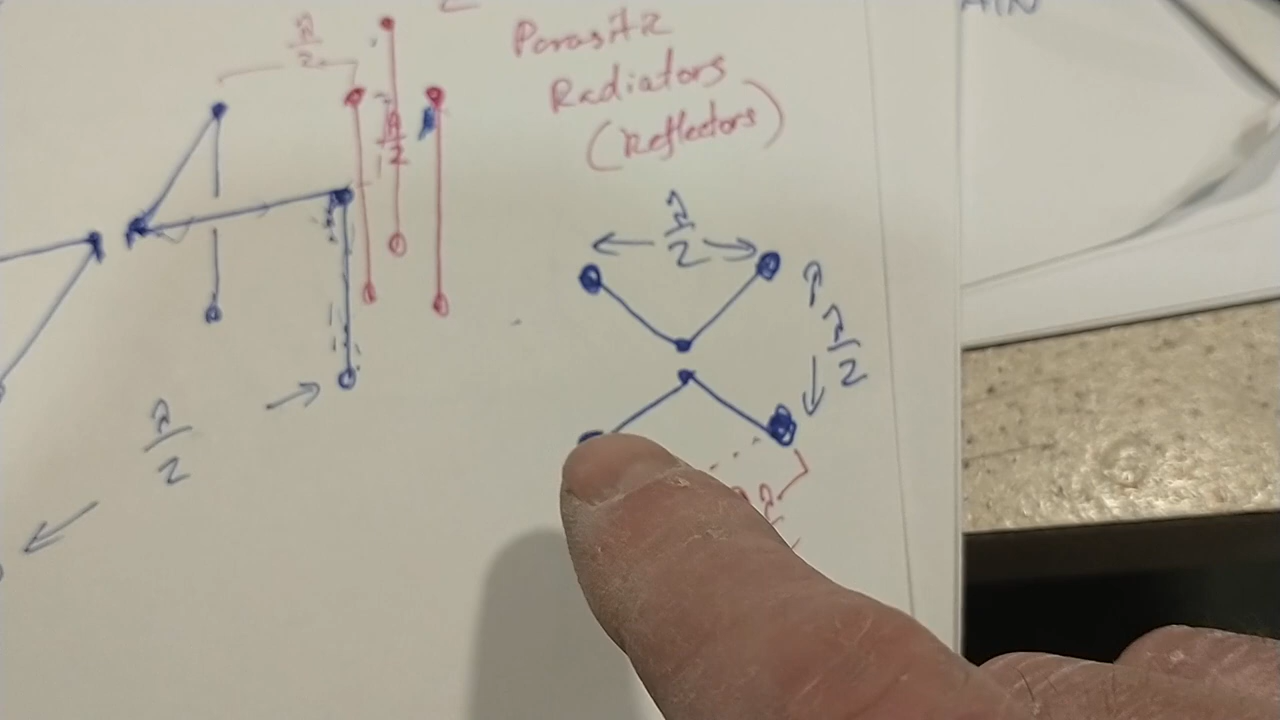 Parasitic
Radiators
(Reflectors)
λ
2
λ
2
λ
2
λ
2
λ
2